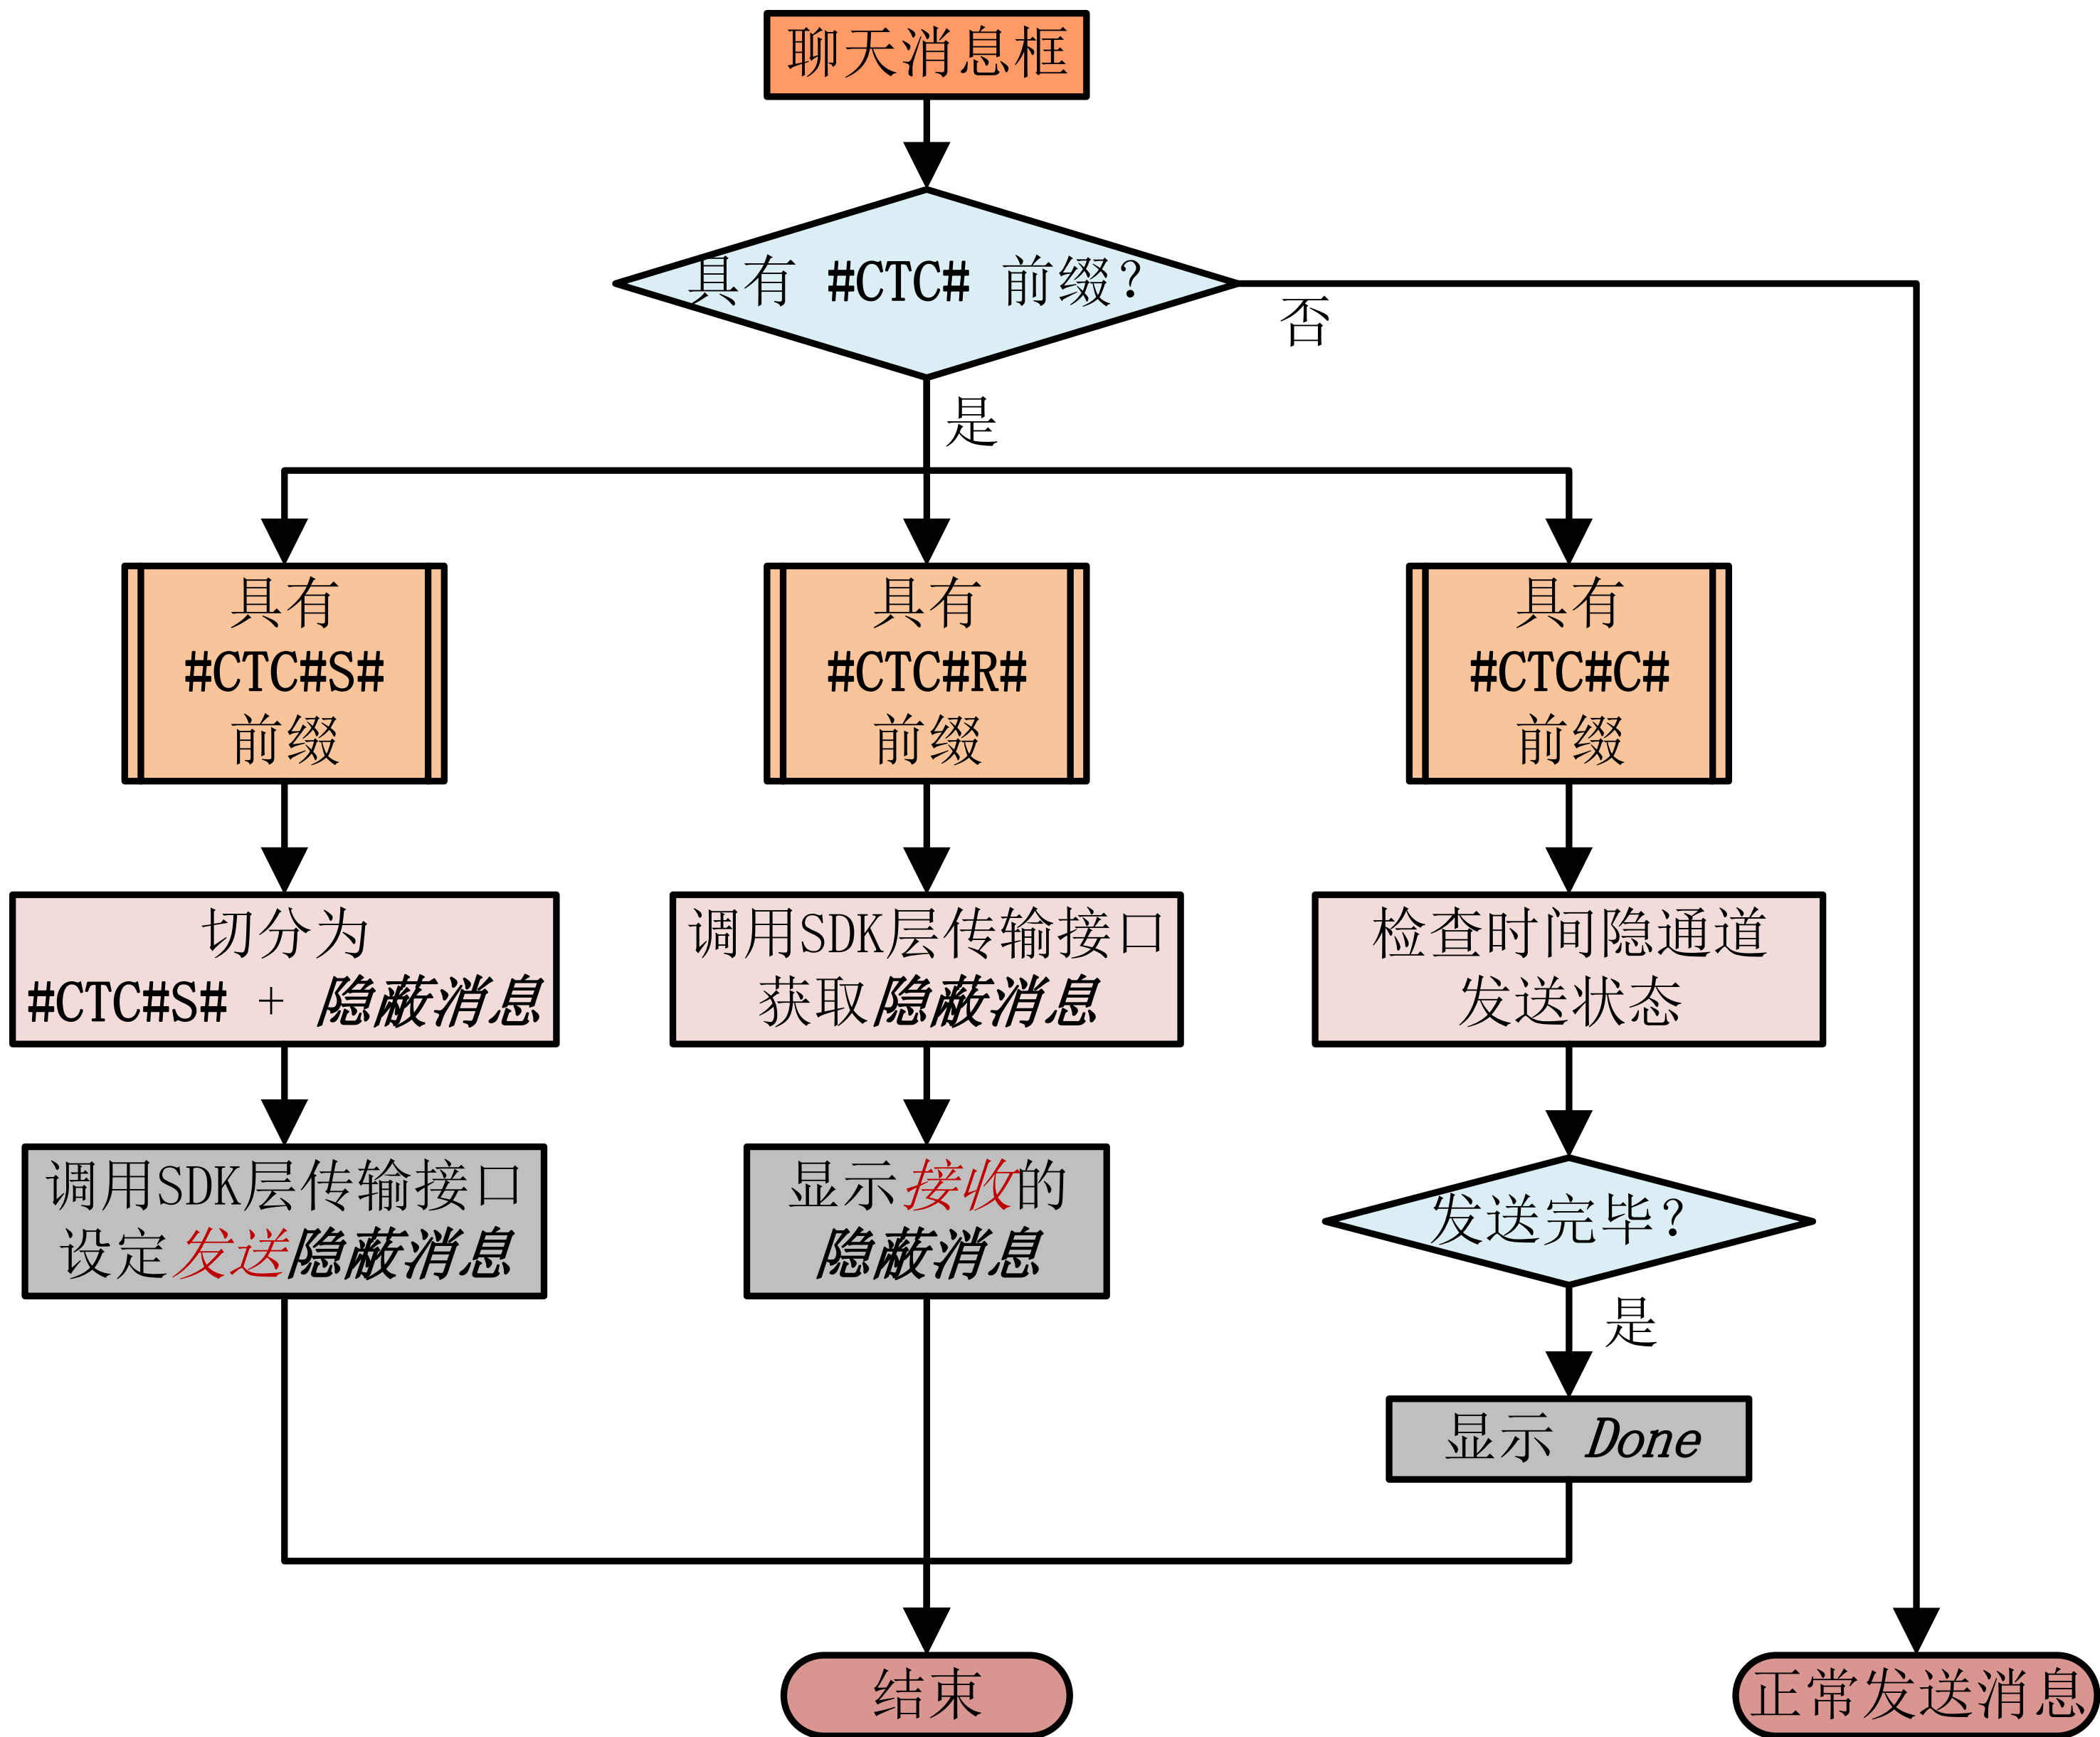 聊天消息框
具有 #CTC# 前缀?
否
是
具有
#CTC#S#
前缀
具有
#CTC#R#
前缀
具有
#CTC#C#
前缀
切分为
#CTC#S# + 隐蔽消息
调用SDK层传输接口
获取隐蔽消息
检查时间隐通道
发送状态
调用SDK层传输接口
设定发送隐蔽消息
显示接收的
隐蔽消息
发送完毕?
是
显示 Done
结束
正常发送消息